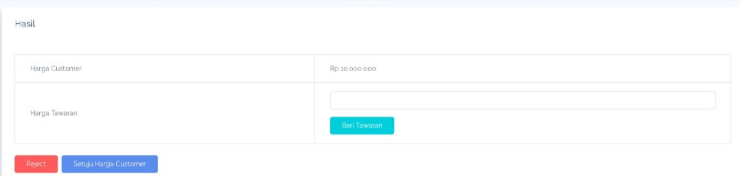 Hasil
Harga Customer
Rp 10.000.000
Harga Tawaran
Beri Tawaran
Reject
Setuju Harga Customer